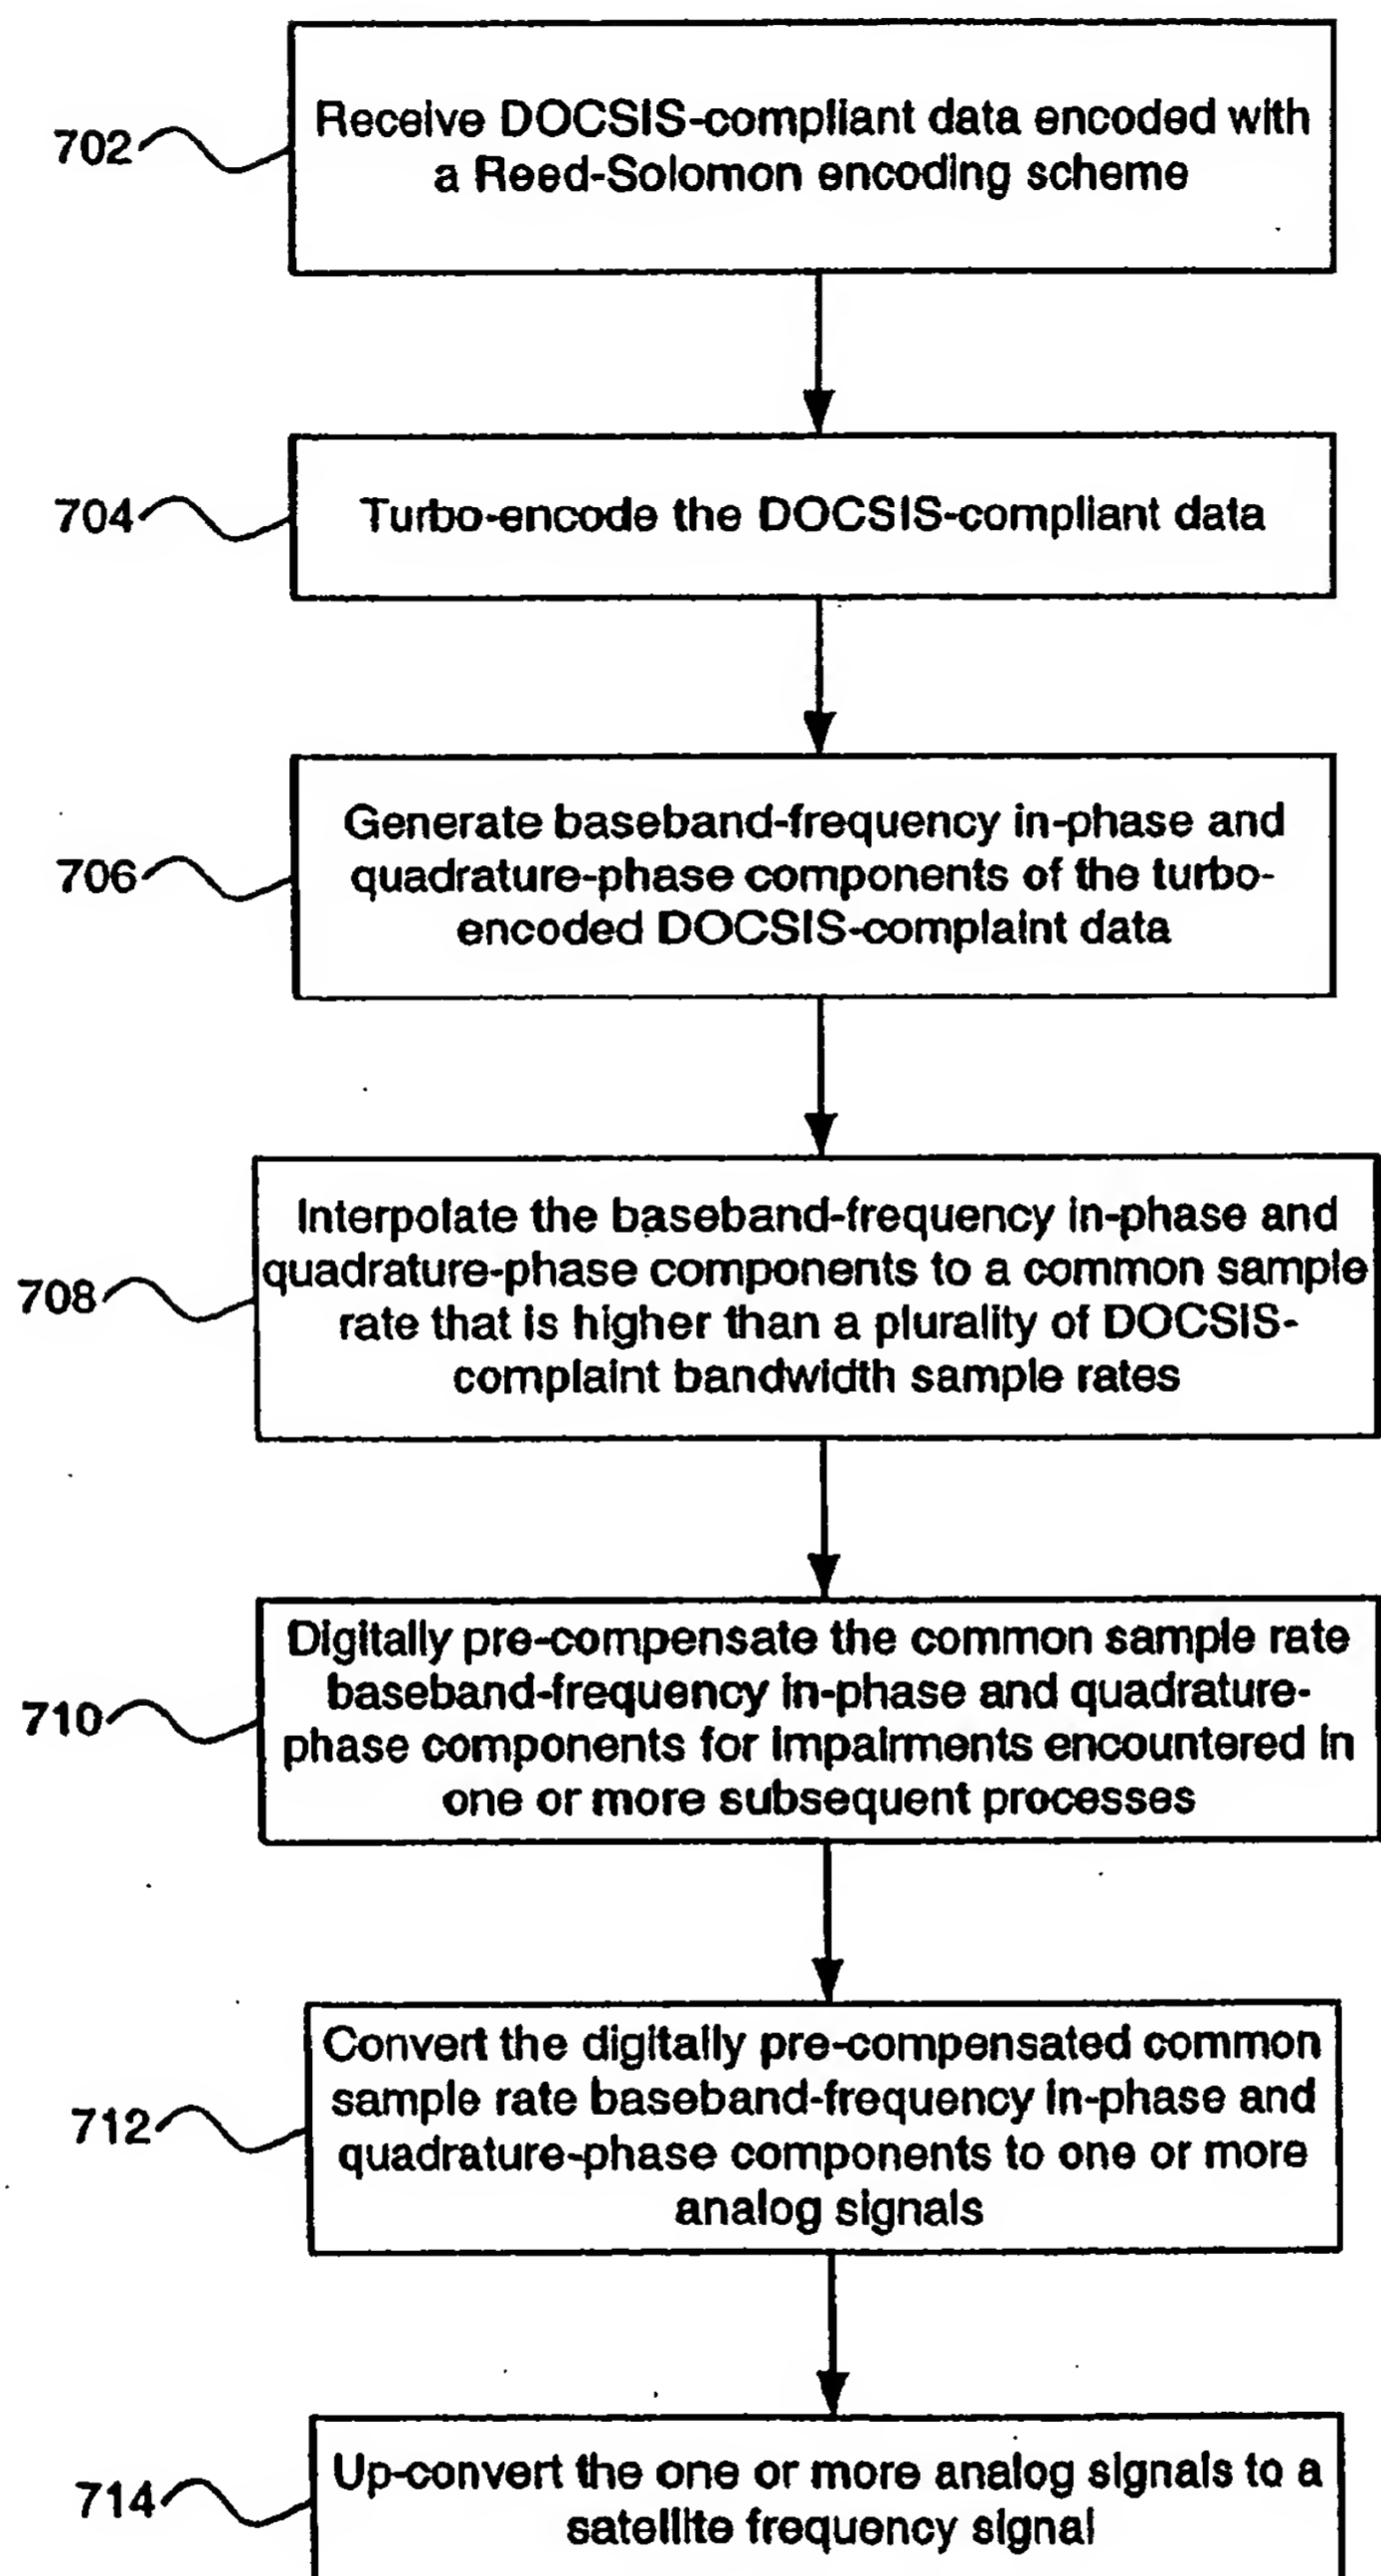 Receive DOCSIS-compliant data encoded with
a Reed-Solomon encoding scheme
702
Turbo-encode the DOCSIS-compliant data
704
Generate baseband-frequency in-phase and
quadrature-phase components of the turbo-
encoded DOCSIS-complaint data
706
Interpolate the baseband-frequency in-phase and
quadrature-phase components to a common sample
rate that is higher than a plurality of DOCSIS-
complaint bandwidth sample rates
708
Digitally pre-compensate the common sample rate
baseband-frequency in-phase and quadrature-
phase components for impairments encountered in
one or more subsequent processes
710
Convert the digitally pre-compensated common
sample rate baseband-frequency in-phase and
quadrature-phase components to one or more
analog signals
712
Up-convert the one or more analog signals to a
satellite frequency signal
714